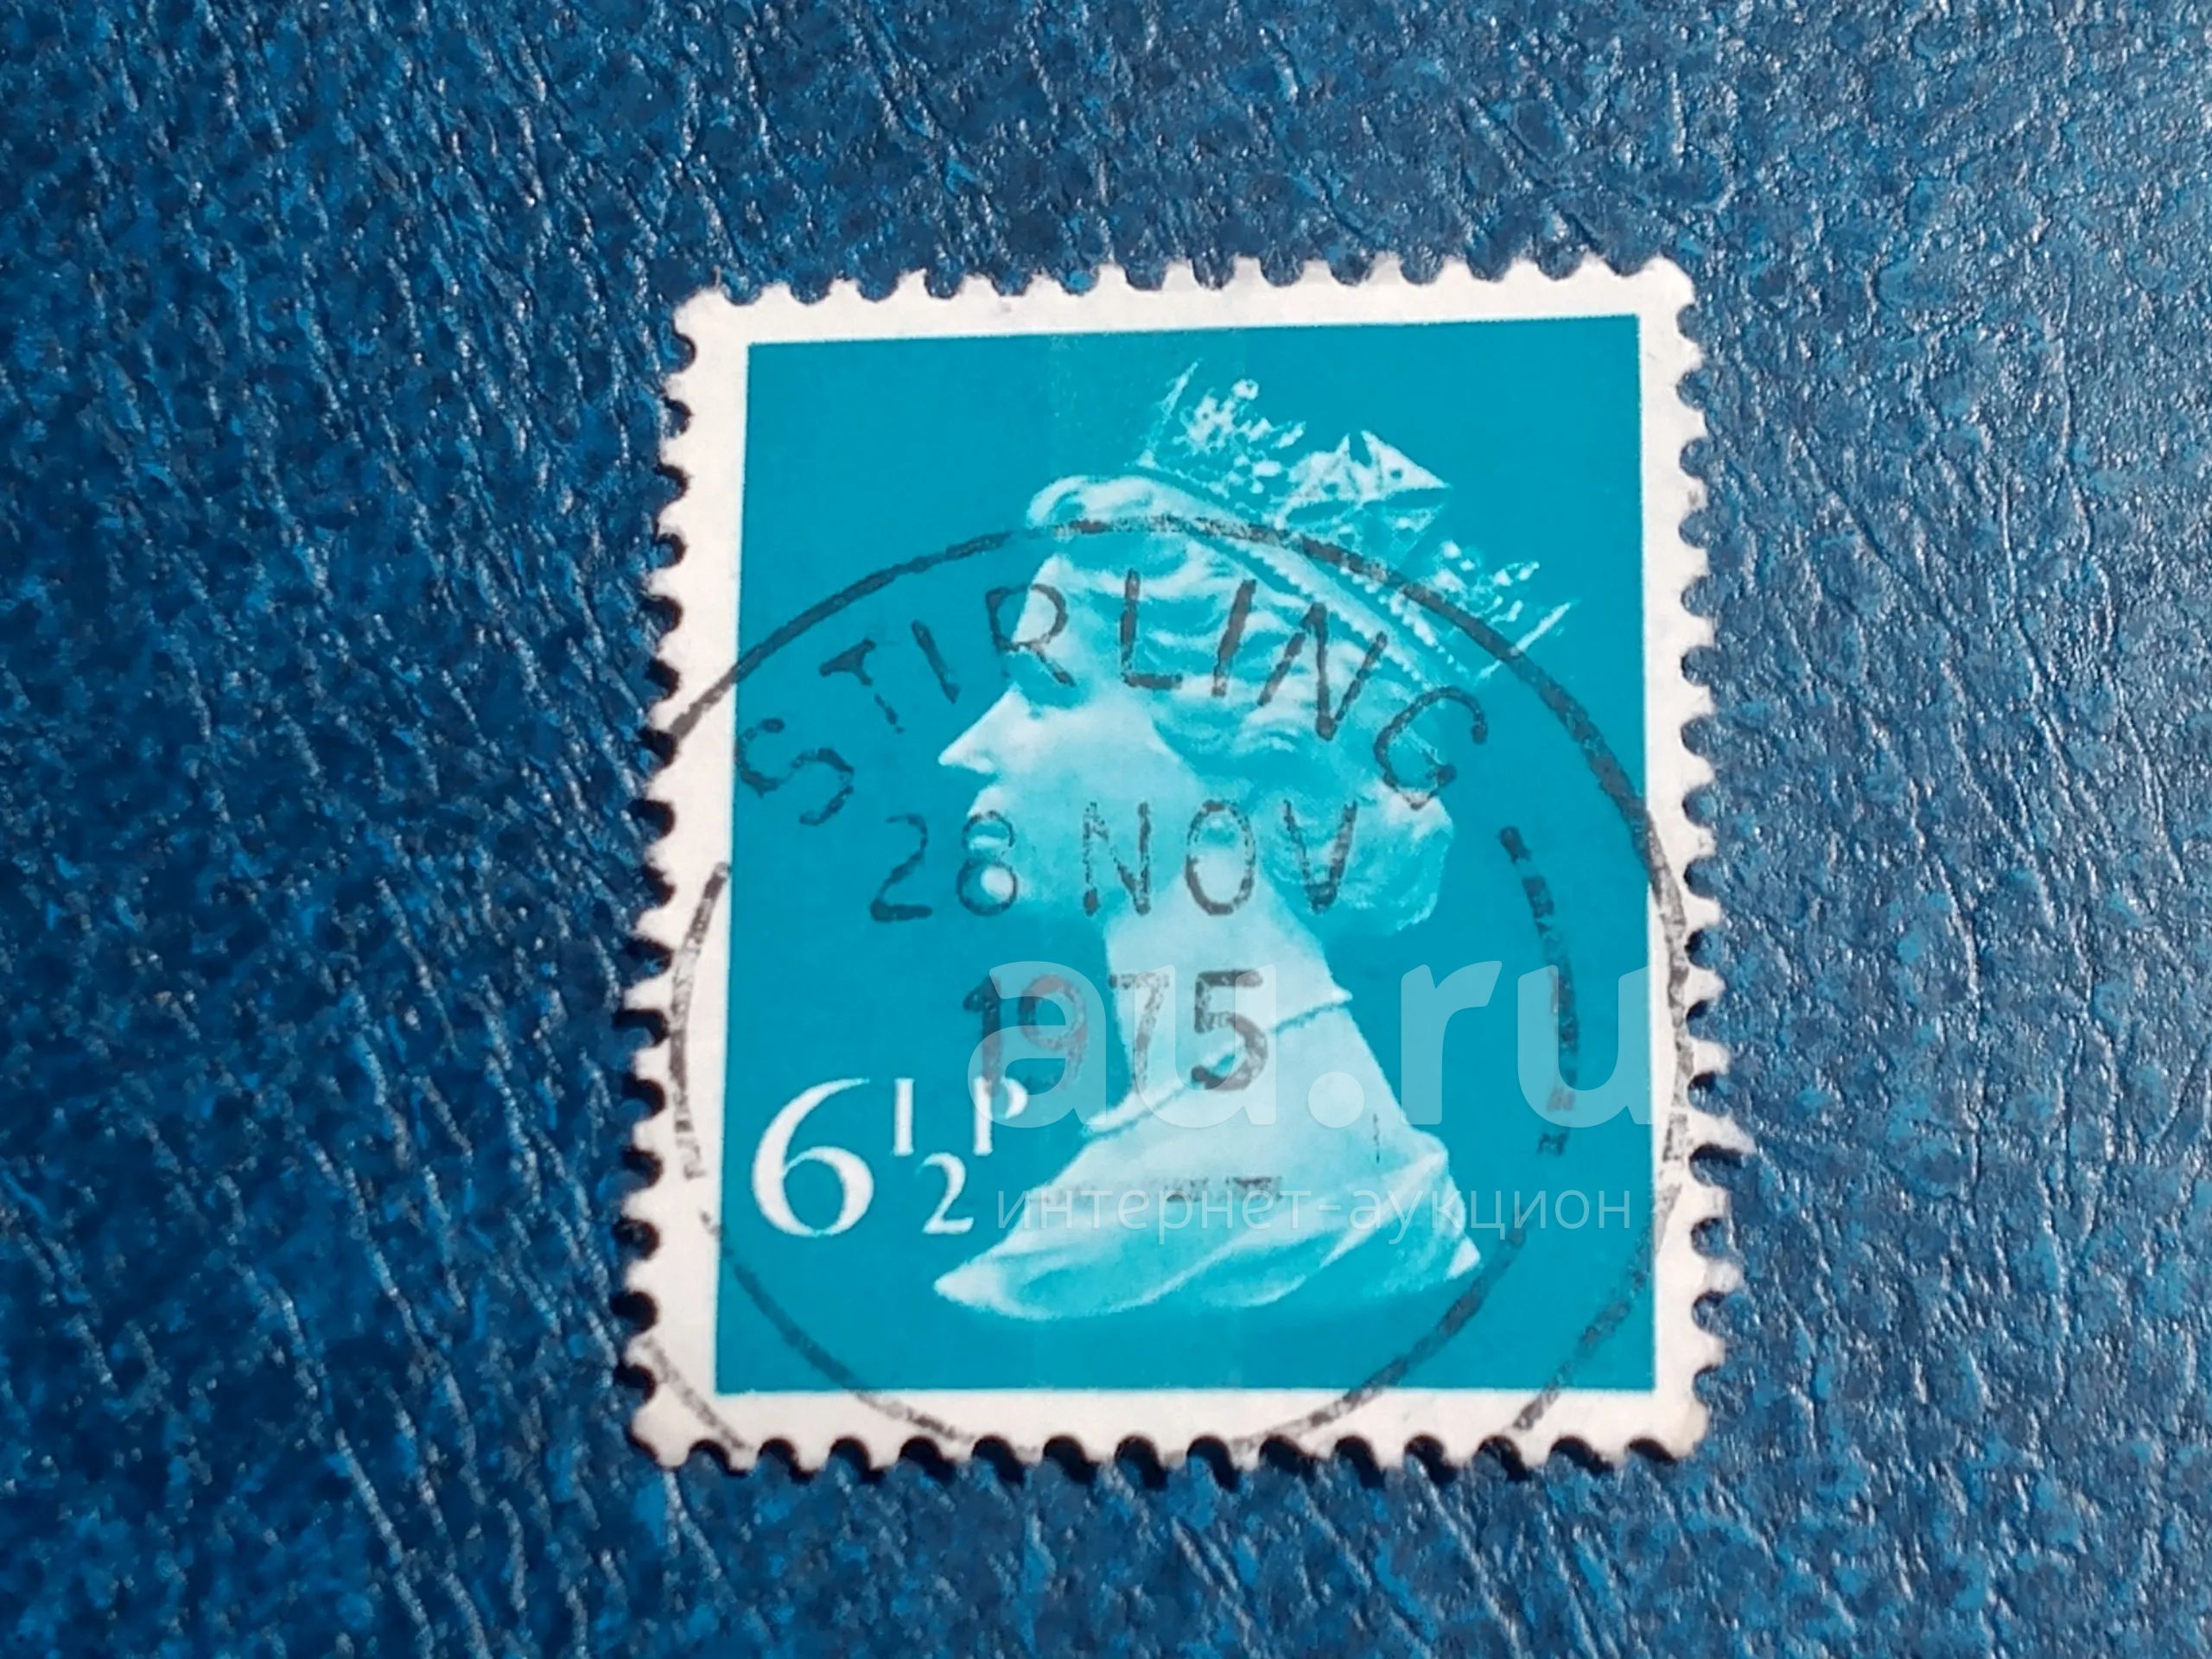 STIRLING
28 NOV
1975
6½P
au.ru
интернет-аукцион